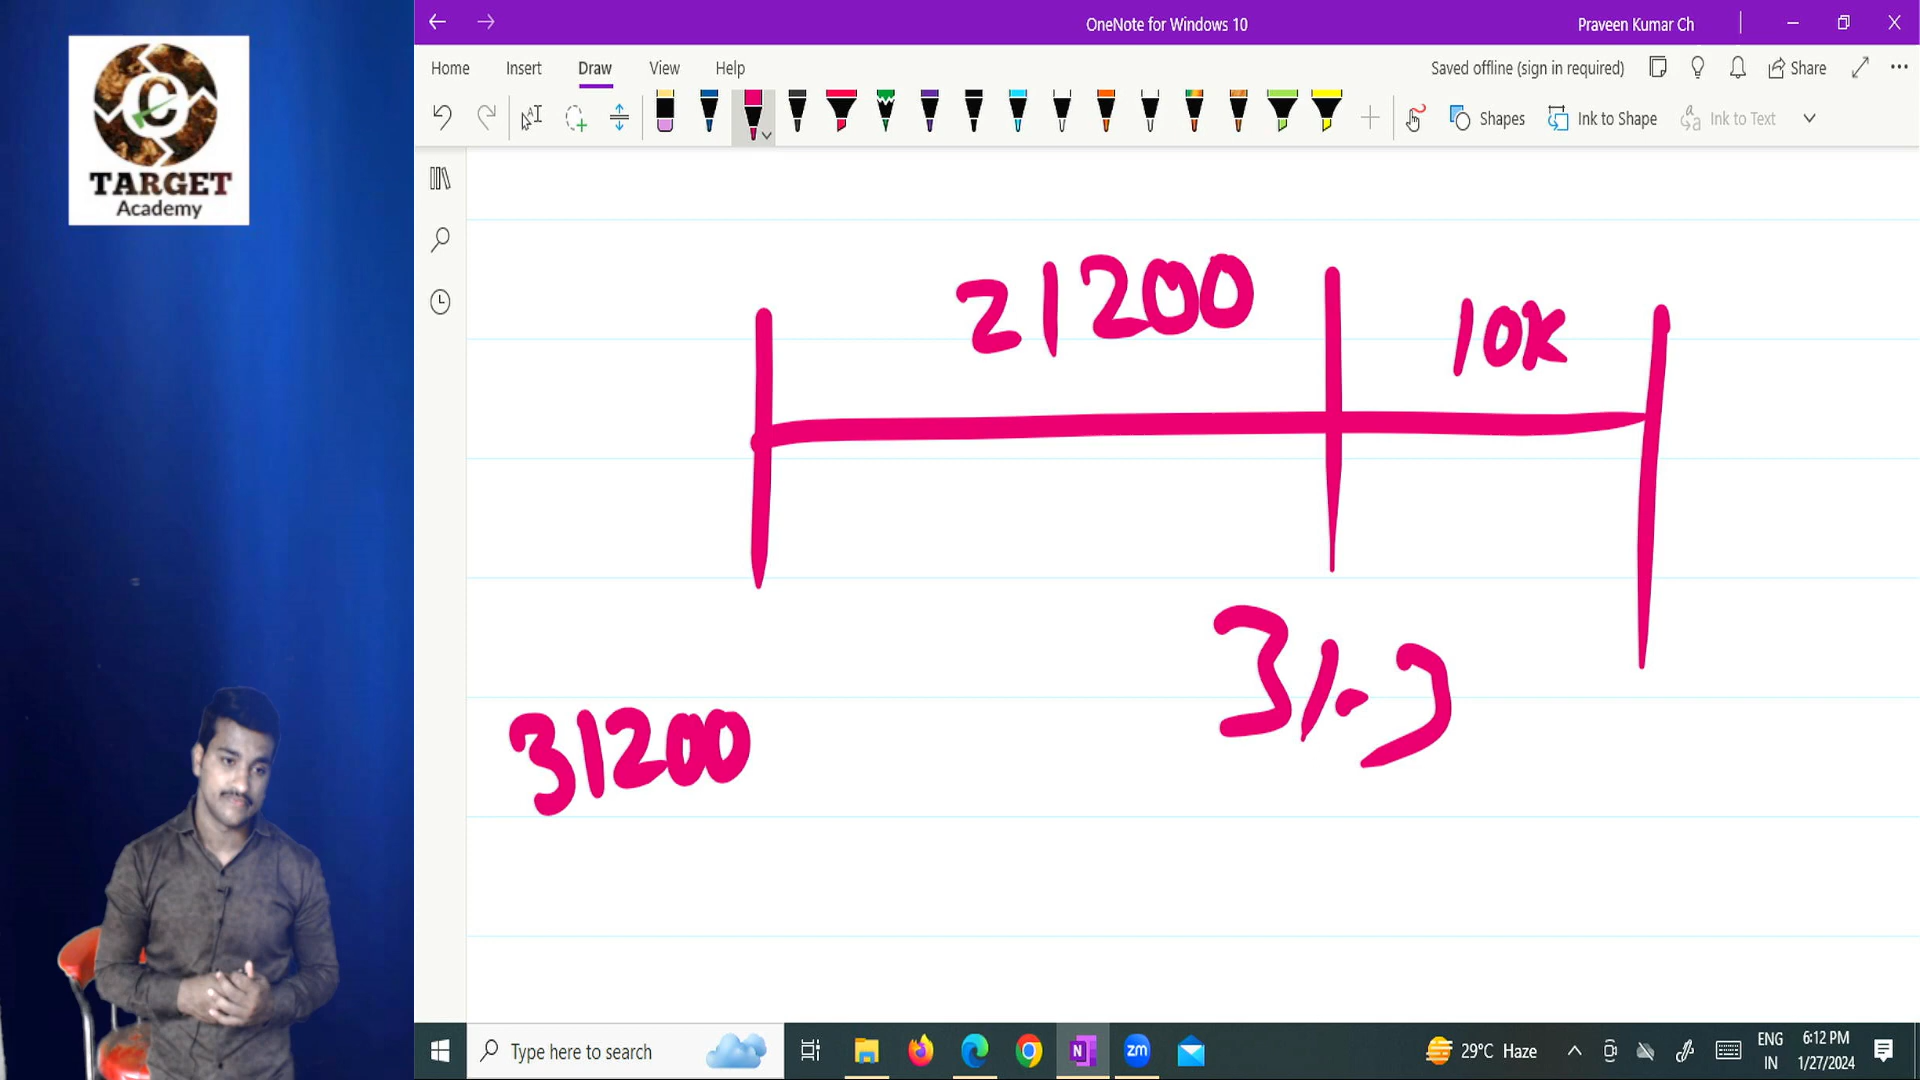 TARGET
Academy
OneNote for Windows 10
Praveen Kumar Ch
Home Insert Draw View Help
Saved offline (sign in required)
Share
Shapes
Ink to Shape
Ink to Text
21200
10K
31200
Type here to search
N
zm
29°C Haze
ENG
IN
6:12 PM
1/27/2024